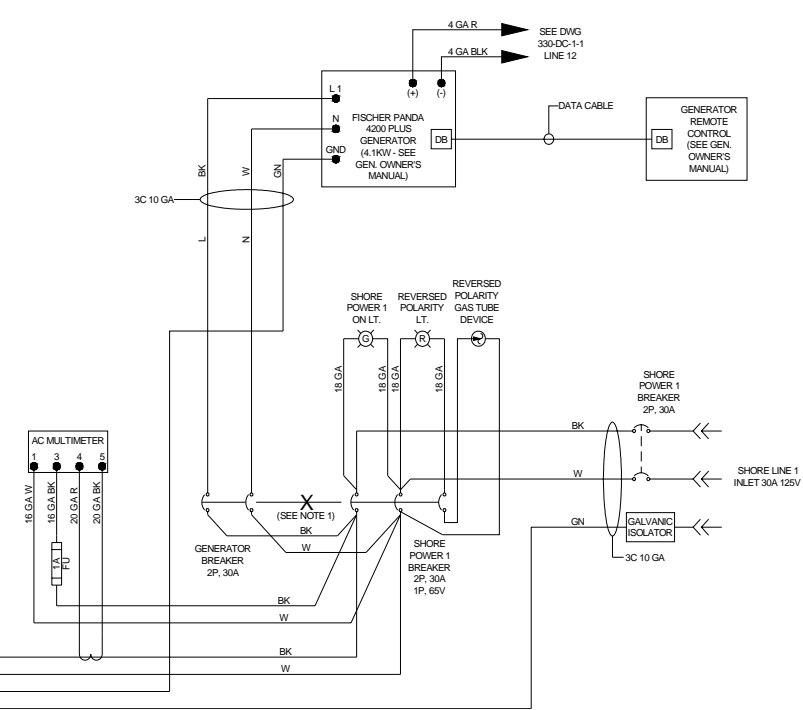 4 GA R
4 GA BLK
SEE DWG
330-DC-1-1
LINE 12
L 1
N
GND
(+)
(-)
FISCHER PANDA
4200 PLUS
GENERATOR
(4.1KW - SEE
GEN. OWNER'S
MANUAL)
DB
DATA CABLE
DB
GENERATOR
REMOTE
CONTROL
(SEE GEN.
OWNER'S
MANUAL)
BK
W
GN
3C 10 GA
L
N
SHORE
POWER 1
ON LT.
REVERSED
POLARITY
LT.
REVERSED
POLARITY
GAS TUBE
DEVICE
G
R
18 GA
18 GA
18 GA
18 GA
SHORE
POWER 1
BREAKER
2P, 30A
BK
W
GN
SHORE LINE 1
INLET 30A 125V
GALVANIC
ISOLATOR
3C 10 GA
AC MULTIMETER
1 3 4 5
16 GA W
16 GA BK
20 GA R
20 GA BK
1A
FU
X
(SEE NOTE 1)
BK
W
GENERATOR
BREAKER
2P, 30A
SHORE
POWER 1
BREAKER
2P, 30A
1P, 65V
BK
W
BK
W